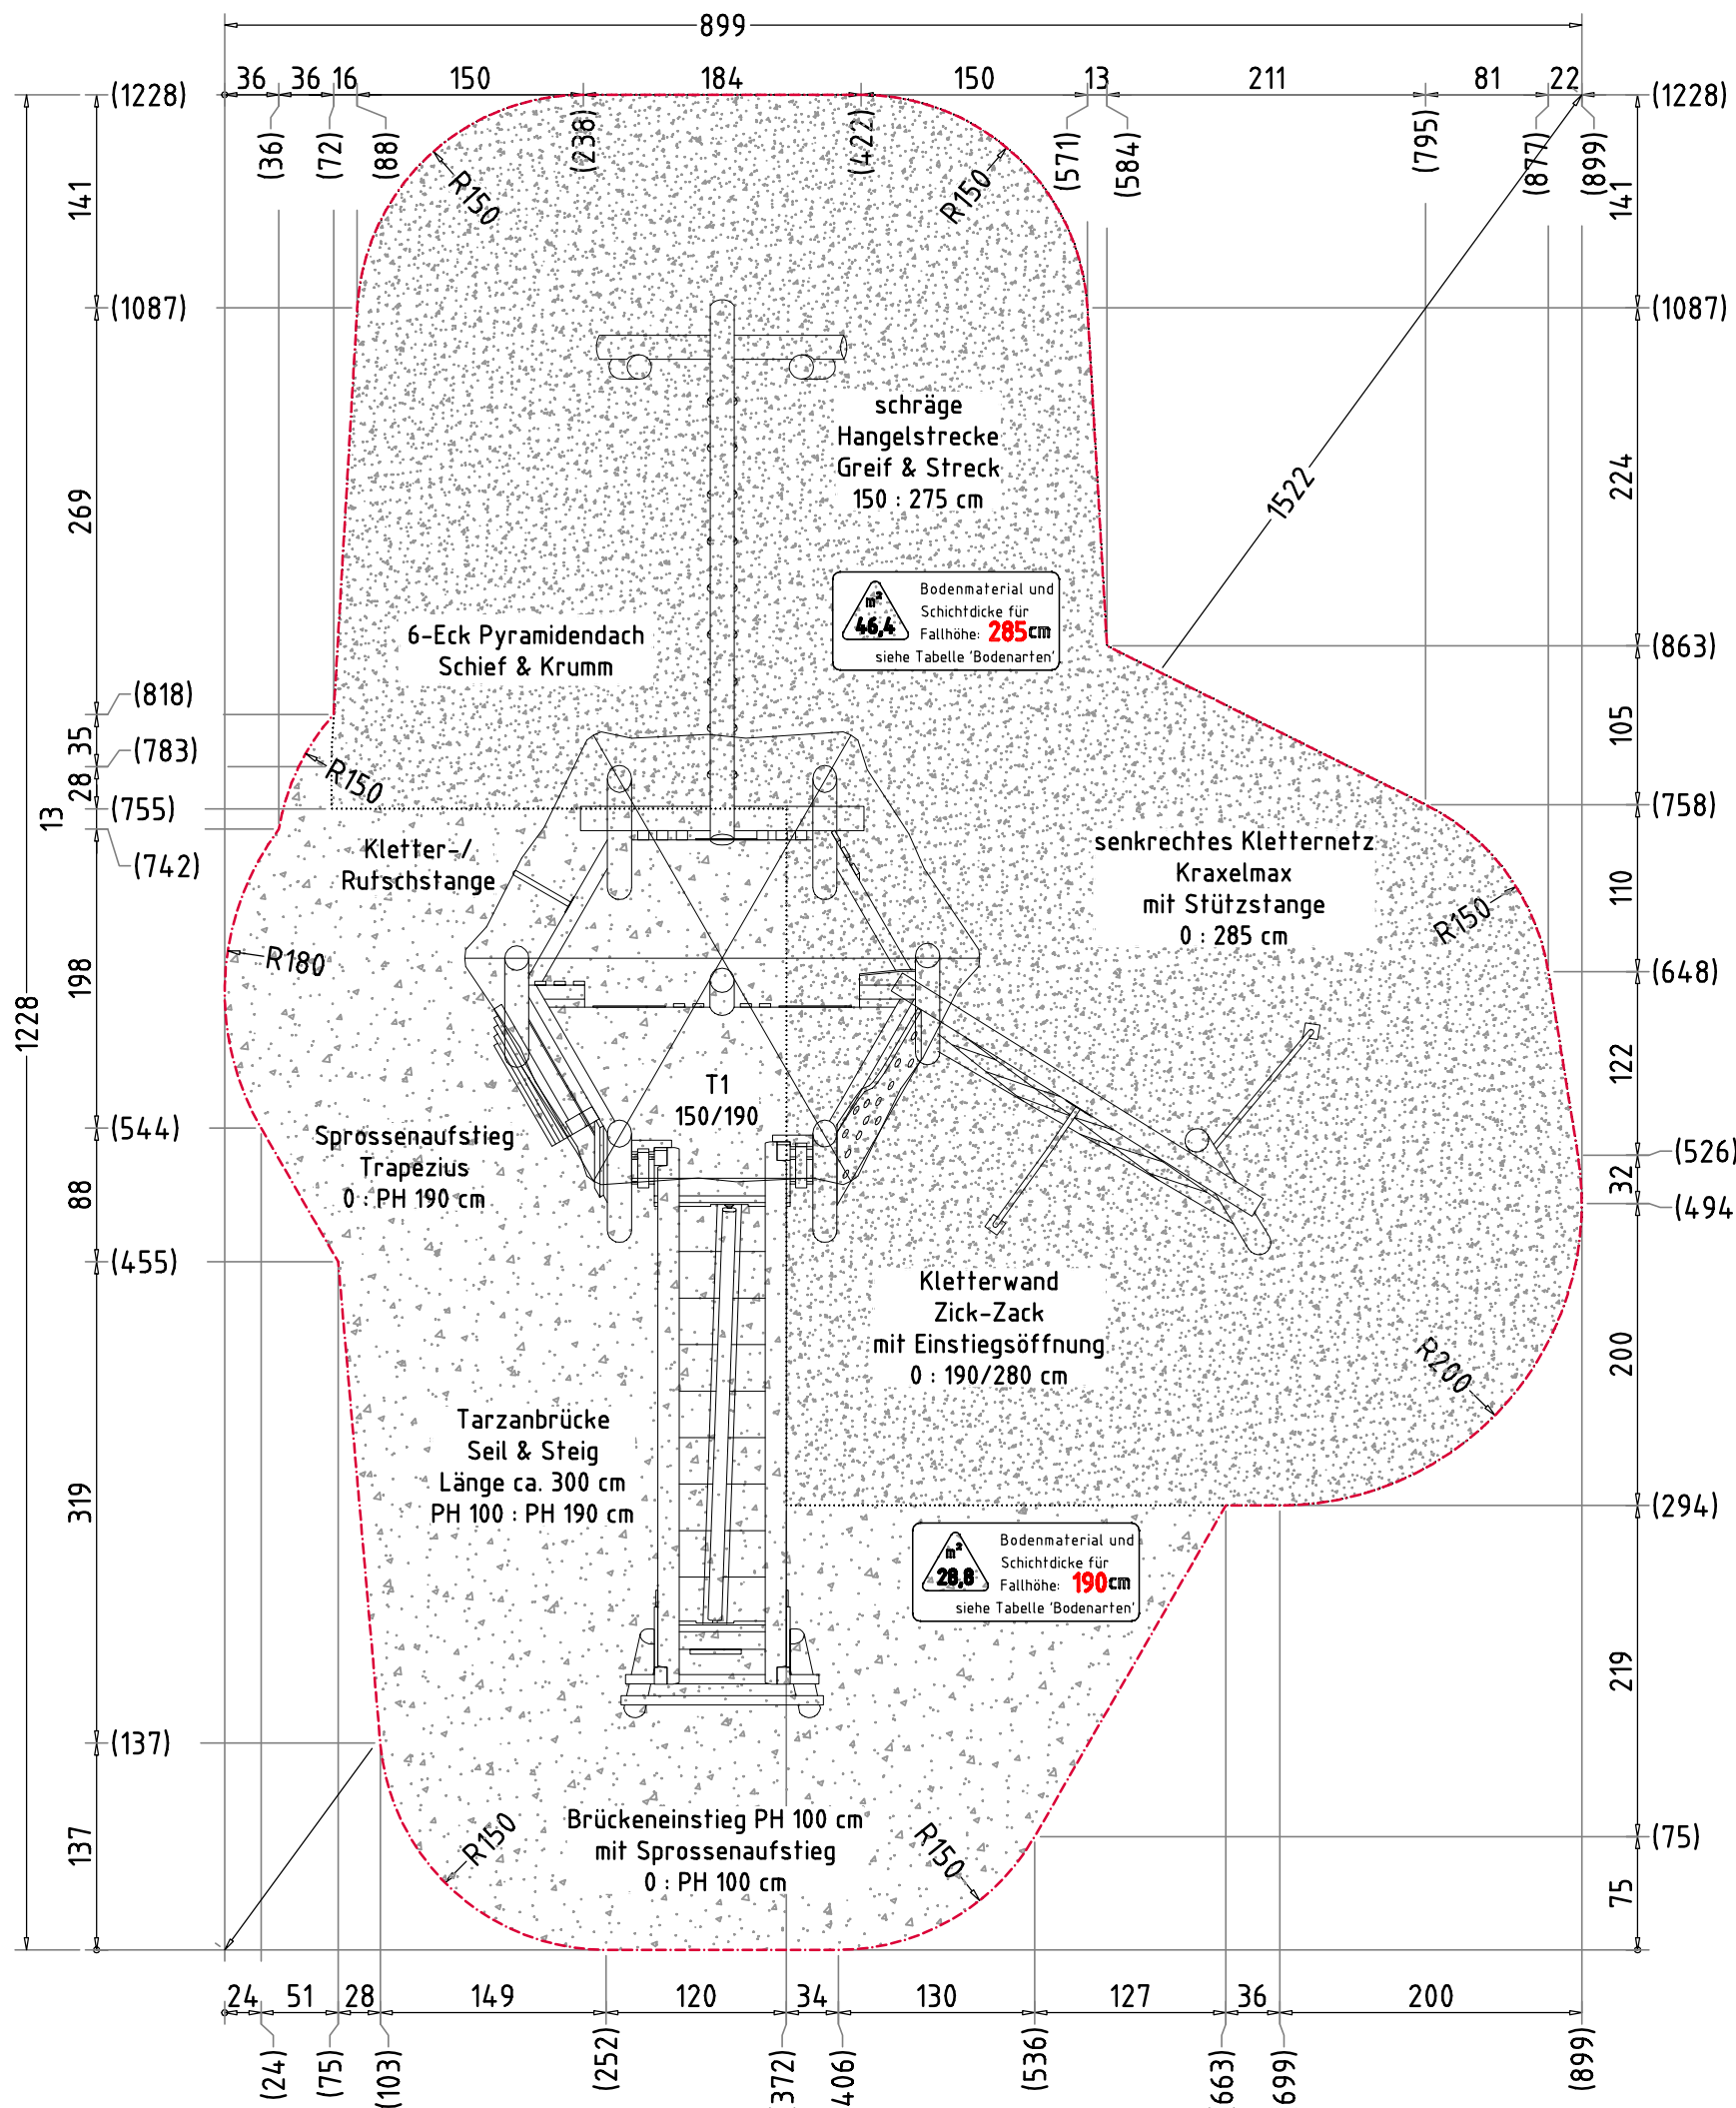 899
36
36
16
150
184
150
13
211
81
22
(1228)
(36)
(72)
(88)
(238)
(422)
(571)
(584)
(795)
(877)
(899)
(1228)
141
R150
R150
141
(1087)
(1087)
schräge
Hangelstrecke
Greif & Streck
150 : 275 cm
269
1522
224
m²
46,4
Bodenmaterial und
Schichtdicke für
Fallhöhe: 285cm
siehe Tabelle 'Bodenarten'
6-Eck Pyramidendach
Schief & Krumm
(863)
(818)
35
(783)
28
R150
(755)
13
(742)
105
(758)
Kletter-/
Rutschstange
senkrechtes Kletternetz
Kraxelmax
mit Stützstange
0 : 285 cm
R150
110
R180
198
(648)
1228
122
T1
150/190
(544)
Sprossenaufstieg
Trapezius
0 : PH 190 cm
(526)
32
(494
88
(455)
Kletterwand
Zick-Zack
mit Einstiegsöffnung
0 : 190/280 cm
R200
200
Tarzanbrücke
Seil & Steig
Länge ca. 300 cm
PH 100 : PH 190 cm
319
(294)
m²
28,8
Bodenmaterial und
Schichtdicke für
Fallhöhe: 190cm
siehe Tabelle 'Bodenarten'
219
(137)
137
R150
Brückeneinstieg PH 100 cm
mit Sprossenaufstieg
0 : PH 100 cm
R150
(75)
75
24
51
28
149
120
34
130
127
36
200
(24)
(75)
(103)
(252)
372)
406)
(536)
663)
699)
(899)